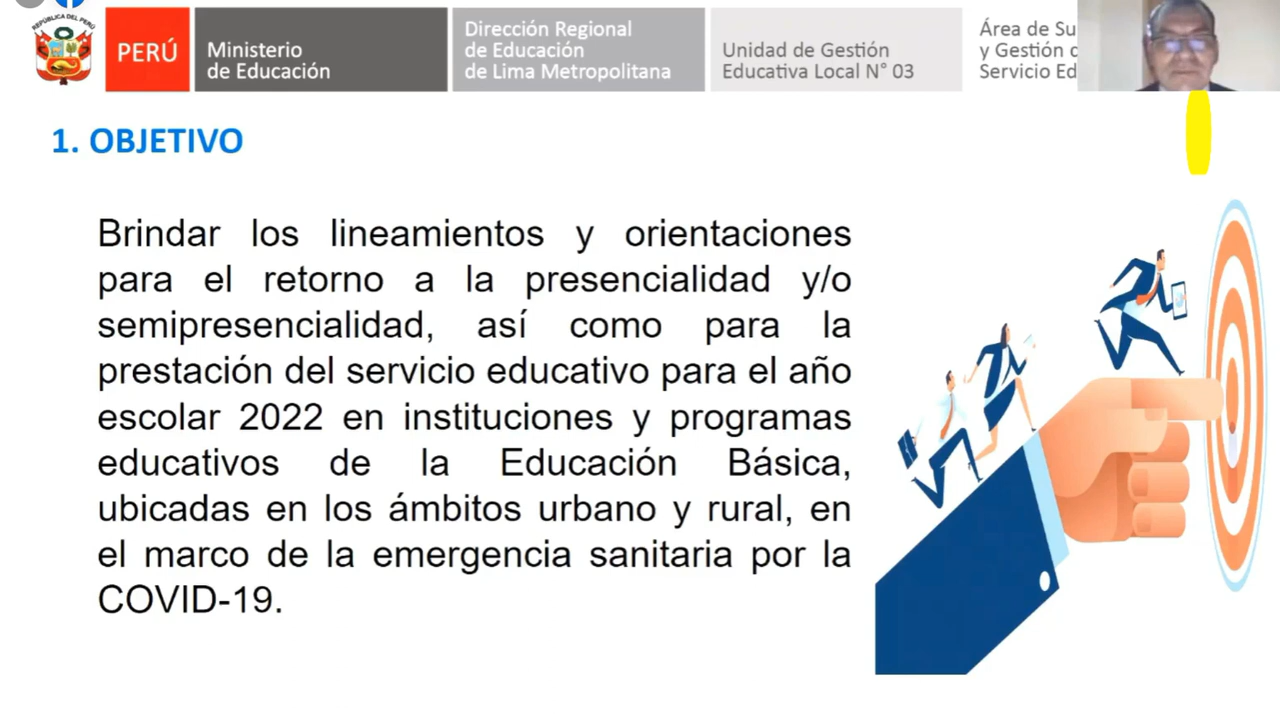 REPÚBLICA DEL PERÚ
PERÚ
Ministerio
de Educación
Dirección Regional
de Educación
de Lima Metropolitana
Unidad de Gestión
Educativa Local N° 03
Área de Su
y Gestión
Servicio Ed
1. OBJETIVO
Brindar los lineamientos y orientaciones
para el retorno a la presencialidad y/o
semipresencialidad, así como para la
prestación del servicio educativo para el año
escolar 2022 en instituciones y programas
educativos de la Educación Básica,
ubicadas en los ámbitos urbano y rural, en
el marco de la emergencia sanitaria por la
COVID-19.